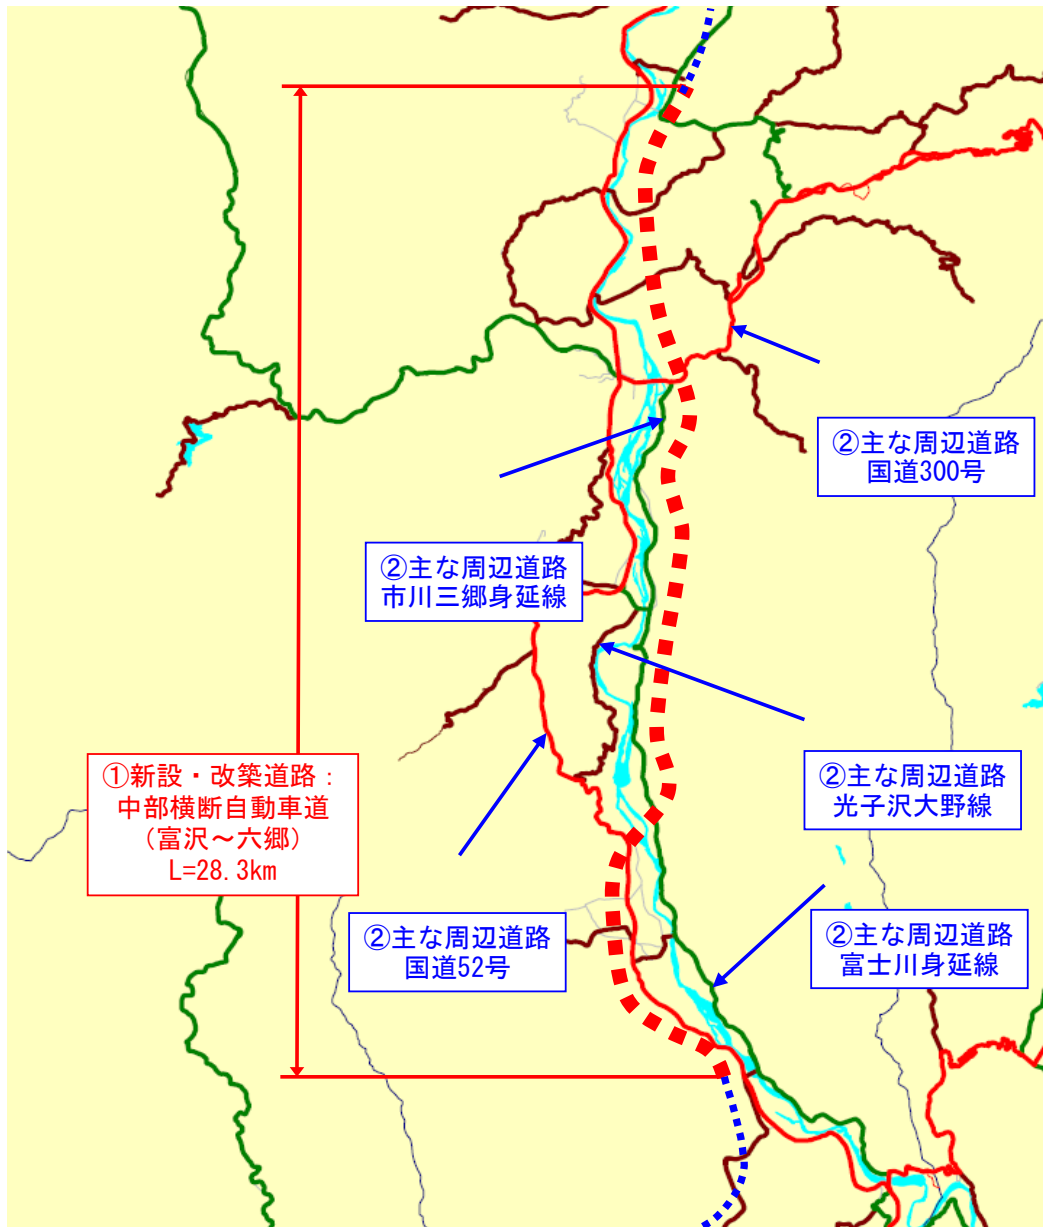 ②主な周辺道路
国道300号
②主な周辺道路
市川三郷身延線
①新設・改築道路：
中部横断自動車道
（富沢～六郷）
L=28.3km
②主な周辺道路
光子沢大野線
②主な周辺道路
国道52号
②主な周辺道路
富士川身延線